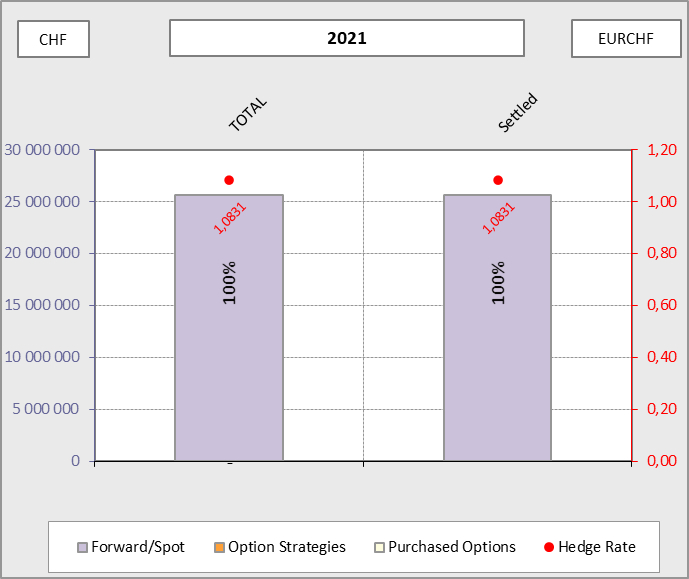 CHF
2021
EURCHF
TOTAL
Settled
30 000 000
25 000 000
20 000 000
15 000 000
10 000 000
5 000 000
0
1,20
1,00
0,80
0,60
0,40
0,20
0,00
1,0831
1,0831
100%
100%
-
Forward/Spot
Option Strategies
Purchased Options
Hedge Rate